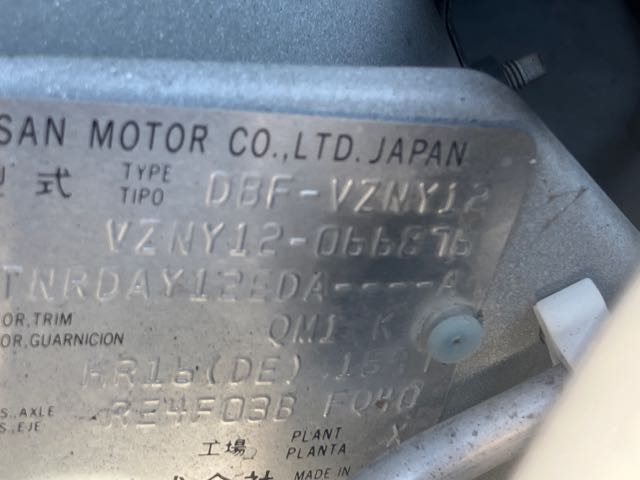 SAN MOTOR CO.,LTD. JAPAN
式 TYPE TIPO DBF-VZNY12
VZNY12-066876
TNRDAY12EDA----A
OR,TRIM
OR,GUARNICION QM1 K
HR16(DE)
S.,AXLE
S.,EJE RE4F03B FQ40
工場 PLANT PLANTA X
MADE IN